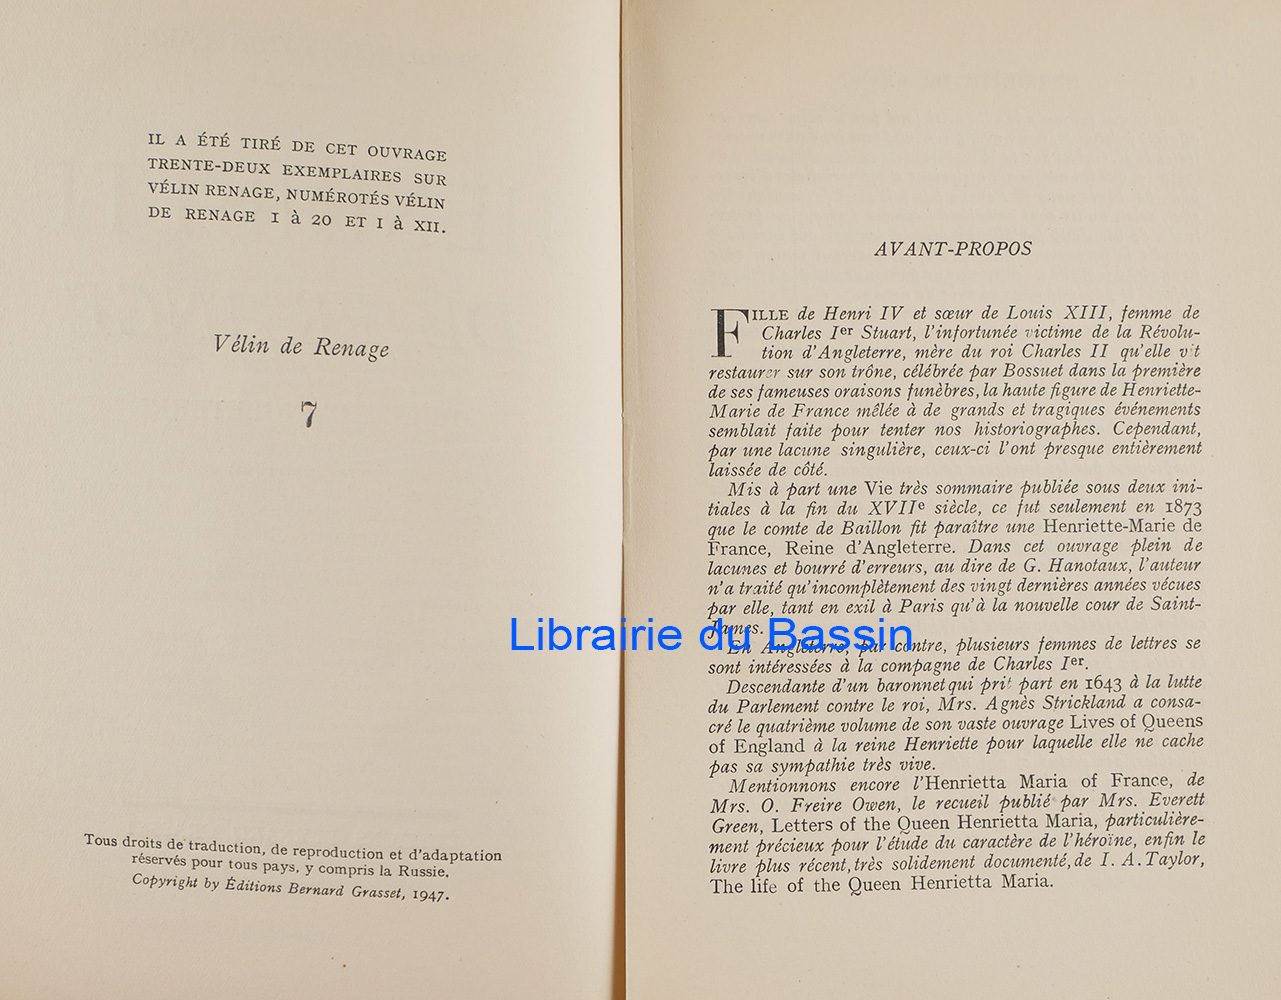 IL A ÉTÉ TIRÉ DE CET OUVRAGE
TRENTE-DEUX EXEMPLAIRES SUR
VÉLIN RENAGE, NUMÉROTÉS VÉLIN
DE RENAGE I à 20 ET I à XII.
Vélin de Renage
7
Tous droits de traduction, de reproduction et d'adaptation
réservés pour tous pays, y compris la Russie.
Copyright by Éditions Bernard Grasset, 1947.
AVANT-PROPOS
FILLE de Henri IV et sœur de Louis XIII, femme de
Charles Ier Stuart, l'infortunée victime de la Révolu-
tion d'Angleterre, mère du roi Charles II qu'elle vit
restaurer sur son trône, célébrée par Bossuet dans la première
de ses fameuses oraisons funèbres, la haute figure de Henriette-
Marie de France mêlée à de grands et tragiques événements
semblait faite pour tenter nos historiographes. Cependant,
par une lacune singulière, ceux-ci l'ont presque entièrement
laissée de côté.
Mis à part une Vie très sommaire publiée sous deux ini-
tiales à la fin du XVIIe siècle, ce fut seulement en 1873
que le comte de Baillon fit paraître une Henriette-Marie de
France, Reine d'Angleterre. Dans cet ouvrage plein de
lacunes et bourré d'erreurs, au dire de G. Hanotaux, l'auteur
n'a traité qu'incomplètement des vingt dernières années vécues
par elle, tant en exil à Paris qu'à la nouvelle cour de Saint-
James.
Librairie du Bassin
En Angleterre, par contre, plusieurs femmes de lettres se
sont intéressées à la compagne de Charles Ier.
Descendante d'un baronnet qui prit part en 1643 à la lutte
du Parlement contre le roi, Mrs. Agnès Strickland a consa-
cré le quatrième volume de son vaste ouvrage Lives of Queens
of England à la reine Henriette pour laquelle elle ne cache
pas sa sympathie très vive.
Mentionnons encore l'Henrietta Maria of France, de
Mrs. O. Freire Owen, le recueil publié par Mrs. Everett
Green, Letters of the Queen Henrietta Maria, particulière-
ment précieux pour l'étude du caractère de l'héroïne, enfin le
livre plus récent, très solidement documenté, de I. A. Taylor,
The life of the Queen Henrietta Maria.